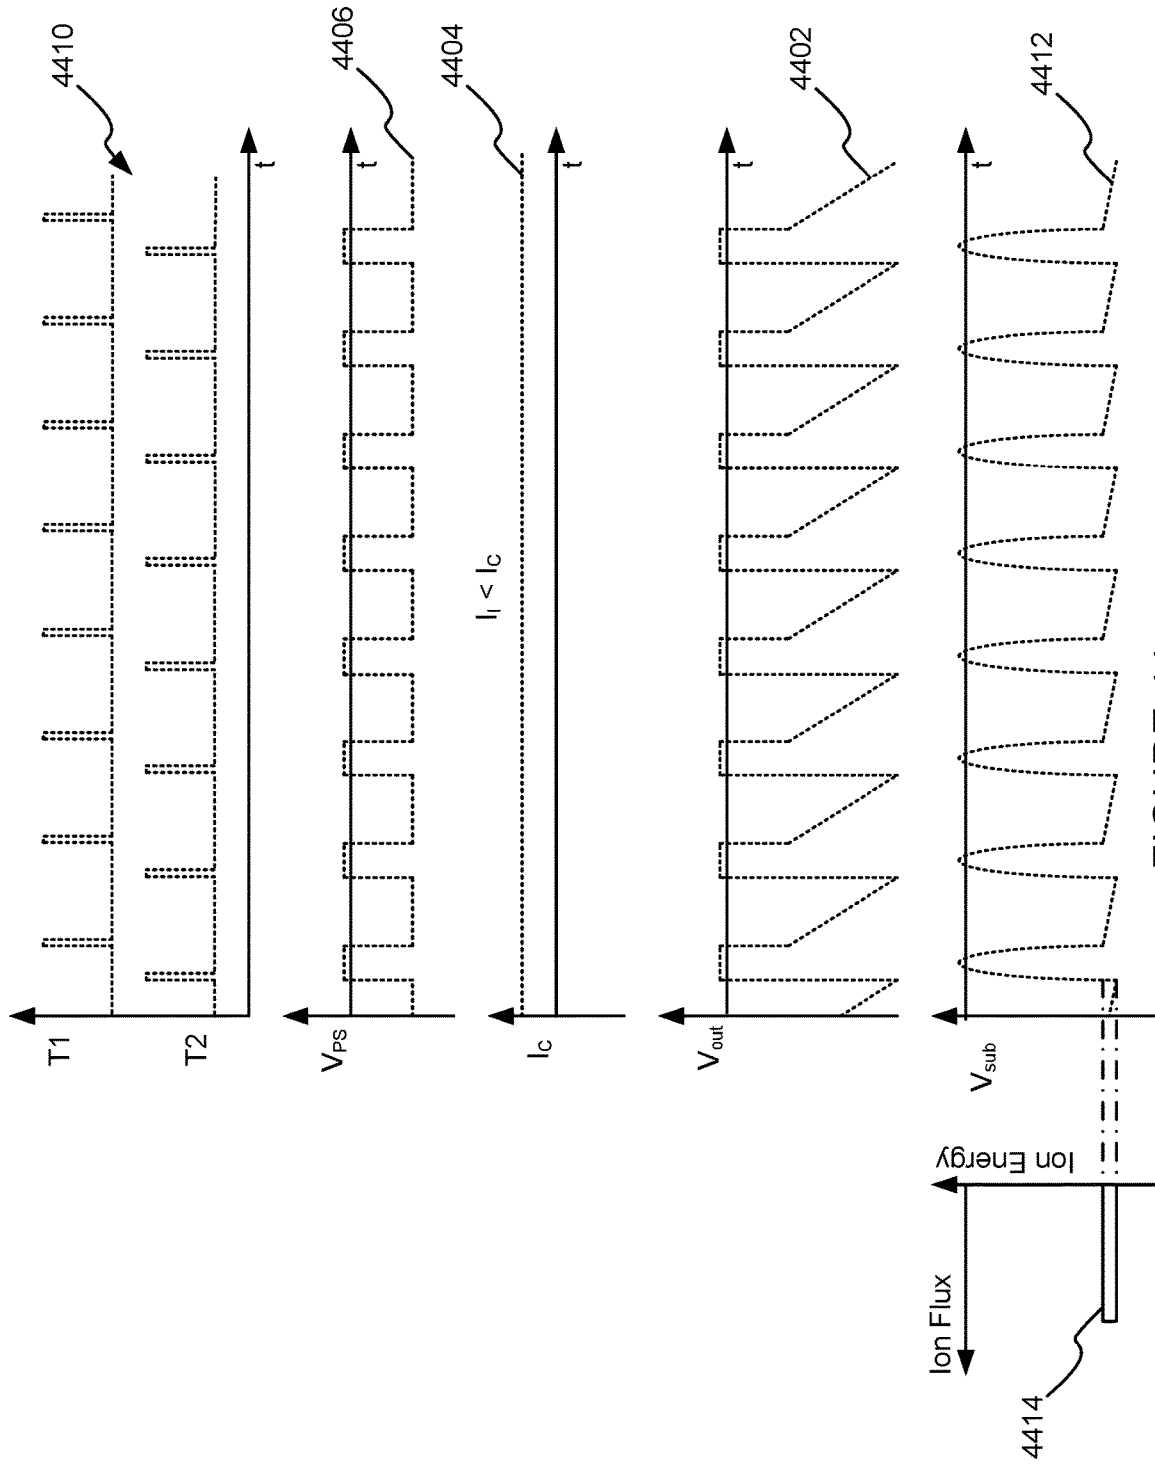 4410
T1
T2
t
4406
V_PS
t
4404
I_I < I_C
I_C
t
4402
V_out
t
4412
V_sub
Ion Energy
Ion Flux
4414